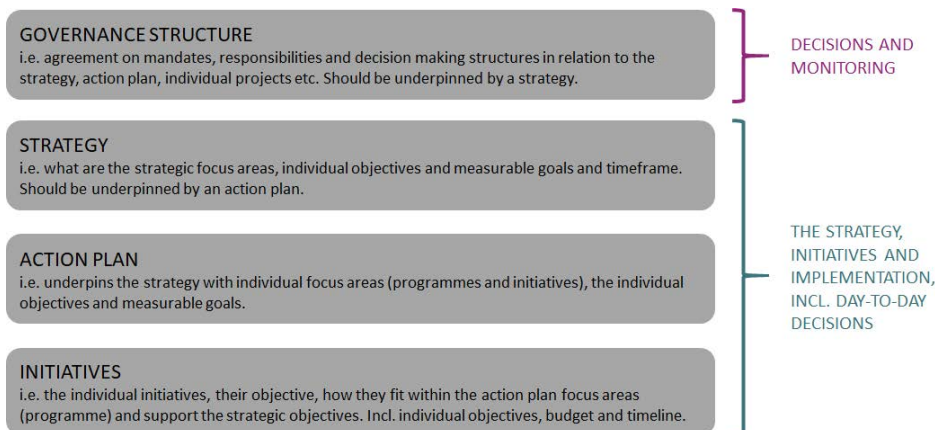 GOVERNANCE STRUCTURE
i.e. agreement on mandates, responsibilities and decision making structures in relation to the
strategy, action plan, individual projects etc. Should be underpinned by a strategy.
DECISIONS AND
MONITORING
STRATEGY
i.e. what are the strategic focus areas, individual objectives and measurable goals and timeframe.
Should be underpinned by an action plan.
ACTION PLAN
i.e. underpins the strategy with individual focus areas (programmes and initiatives), the individual
objectives and measurable goals.
INITIATIVES
i.e. the individual initiatives, their objective, how they fit within the action plan focus areas
(programme) and support the strategic objectives. Incl. individual objectives, budget and timeline.
THE STRATEGY,
INITIATIVES AND
IMPLEMENTATION,
INCL. DAY-TO-DAY
DECISIONS